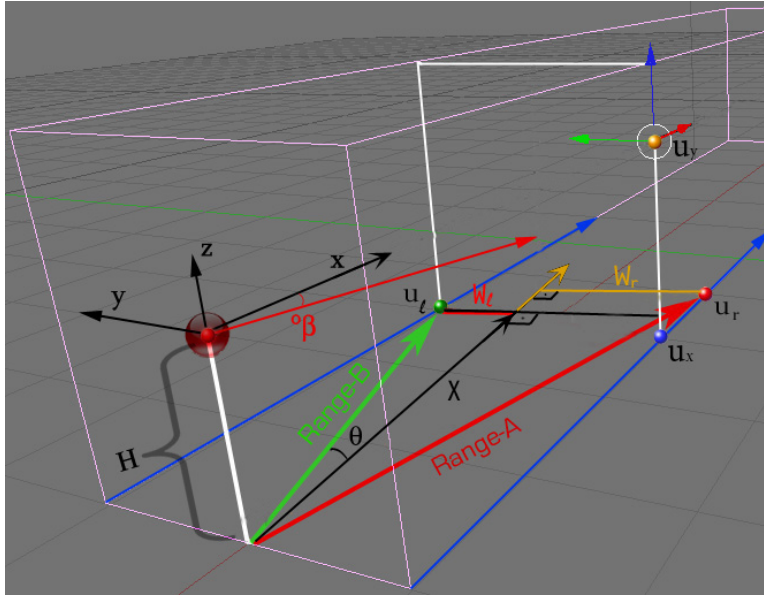 u_y
z
x
y
°β
u_ℓ
W_ℓ
W_r
u_r
u_x
H
Range-B
θ
χ
Range-A